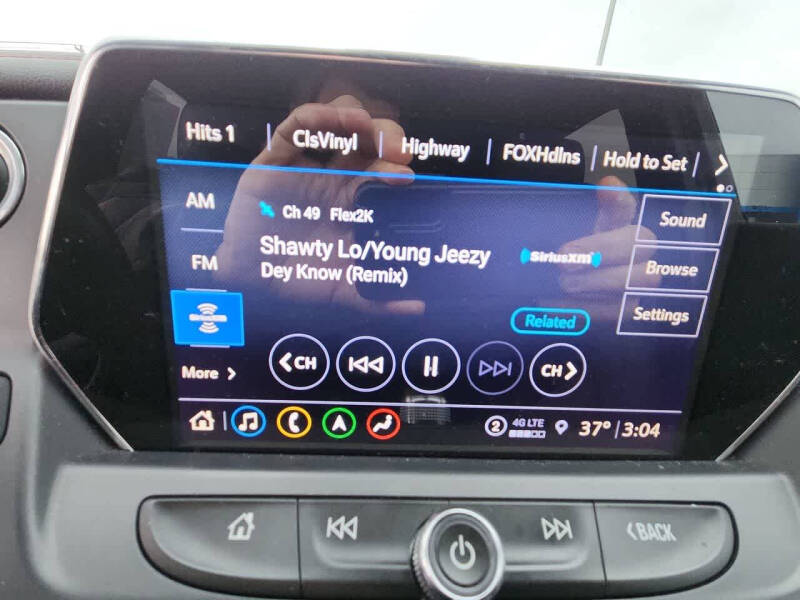 Hits 1 ClsVinyl Highway FOXHdlns Hold to Set
AM
Ch 49 Flex2K
Sound
Shawty Lo/Young Jeezy
SiriusXM
FM
Dey Know (Remix)
Browse
Related
Settings
More
CH
CH
2 4G LTE 37° 3:04
BACK